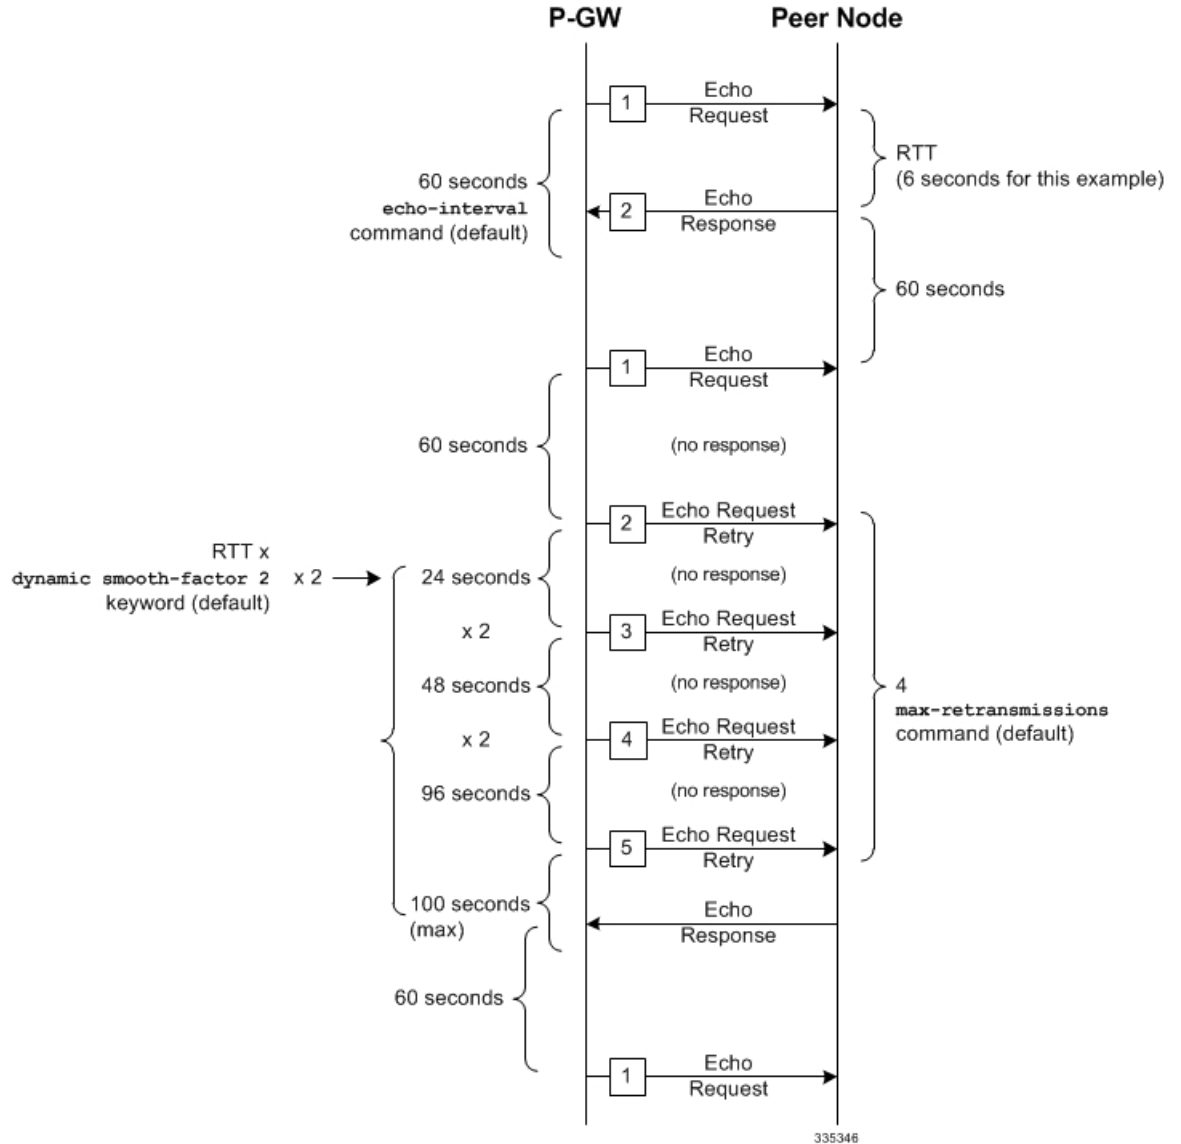 P-GW
Peer Node
1
Echo
Request
60 seconds
echo-interval
command (default)
RTT
(6 seconds for this example)
2
Echo
Response
60 seconds
1
Echo
Request
60 seconds
(no response)
2
Echo Request
Retry
RTT x
dynamic smooth-factor 2
keyword (default)
x 2
24 seconds
(no response)
x 2
3
Echo Request
Retry
48 seconds
(no response)
4
max-retransmissions
command (default)
x 2
4
Echo Request
Retry
96 seconds
(no response)
5
Echo Request
Retry
100 seconds
(max)
Echo
Response
60 seconds
1
Echo
Request
335346